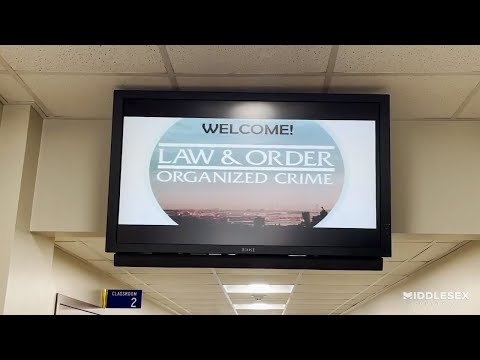 WELCOME!
LAW & ORDER
ORGANIZED CRIME
CLASSROOM
2
MIDDLESEX